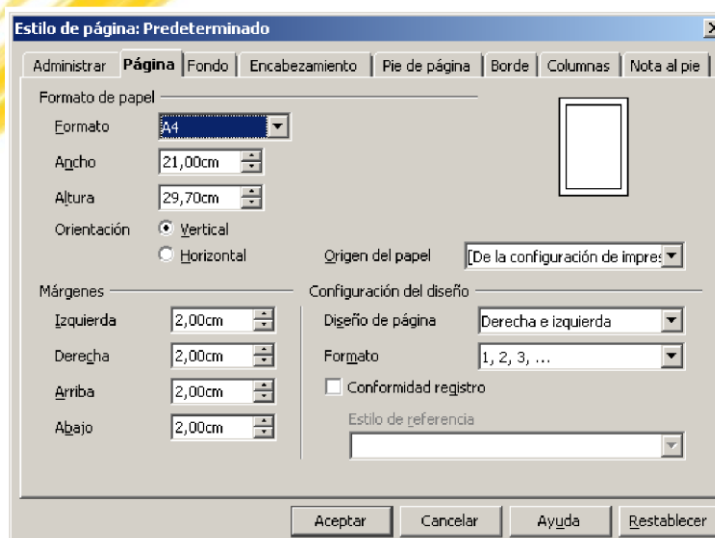 Estilo de página: Predeterminado
Administrar Página Fondo Encabezamiento Pie de página Borde Columnas Nota al pie
Formato de papel
Formato A4
Ancho 21,00cm
Altura 29,70cm
Orientación Vertical
Horizontal Origen del papel [De la configuración de impres
Márgenes Configuración del diseño
Izquierda 2,00cm Diseño de página Derecha e izquierda
Derecha 2,00cm Formato 1, 2, 3, ...
Arriba 2,00cm Conformidad registro
Estilo de referencia
Abajo 2,00cm
Aceptar Cancelar Ayuda Restablecer